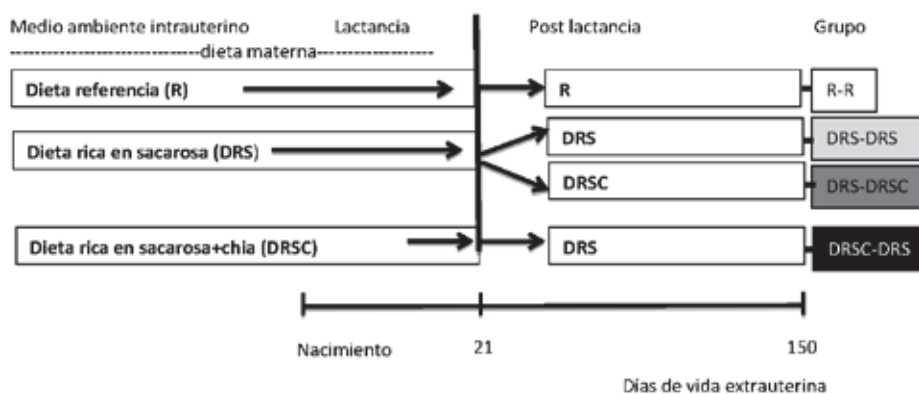 Medio ambiente intrauterino Lactancia Post lactancia Grupo
------------------------------dieta materna-------------------
Dieta referencia (R) R R-R
DRS DRS-DRS
Dieta rica en sacarosa (DRS)
DRSC DRS-DRSC
Dieta rica en sacarosa+chia (DRSC) DRS DRSC-DRS
Nacimiento 21 150
Días de vida extrauterina